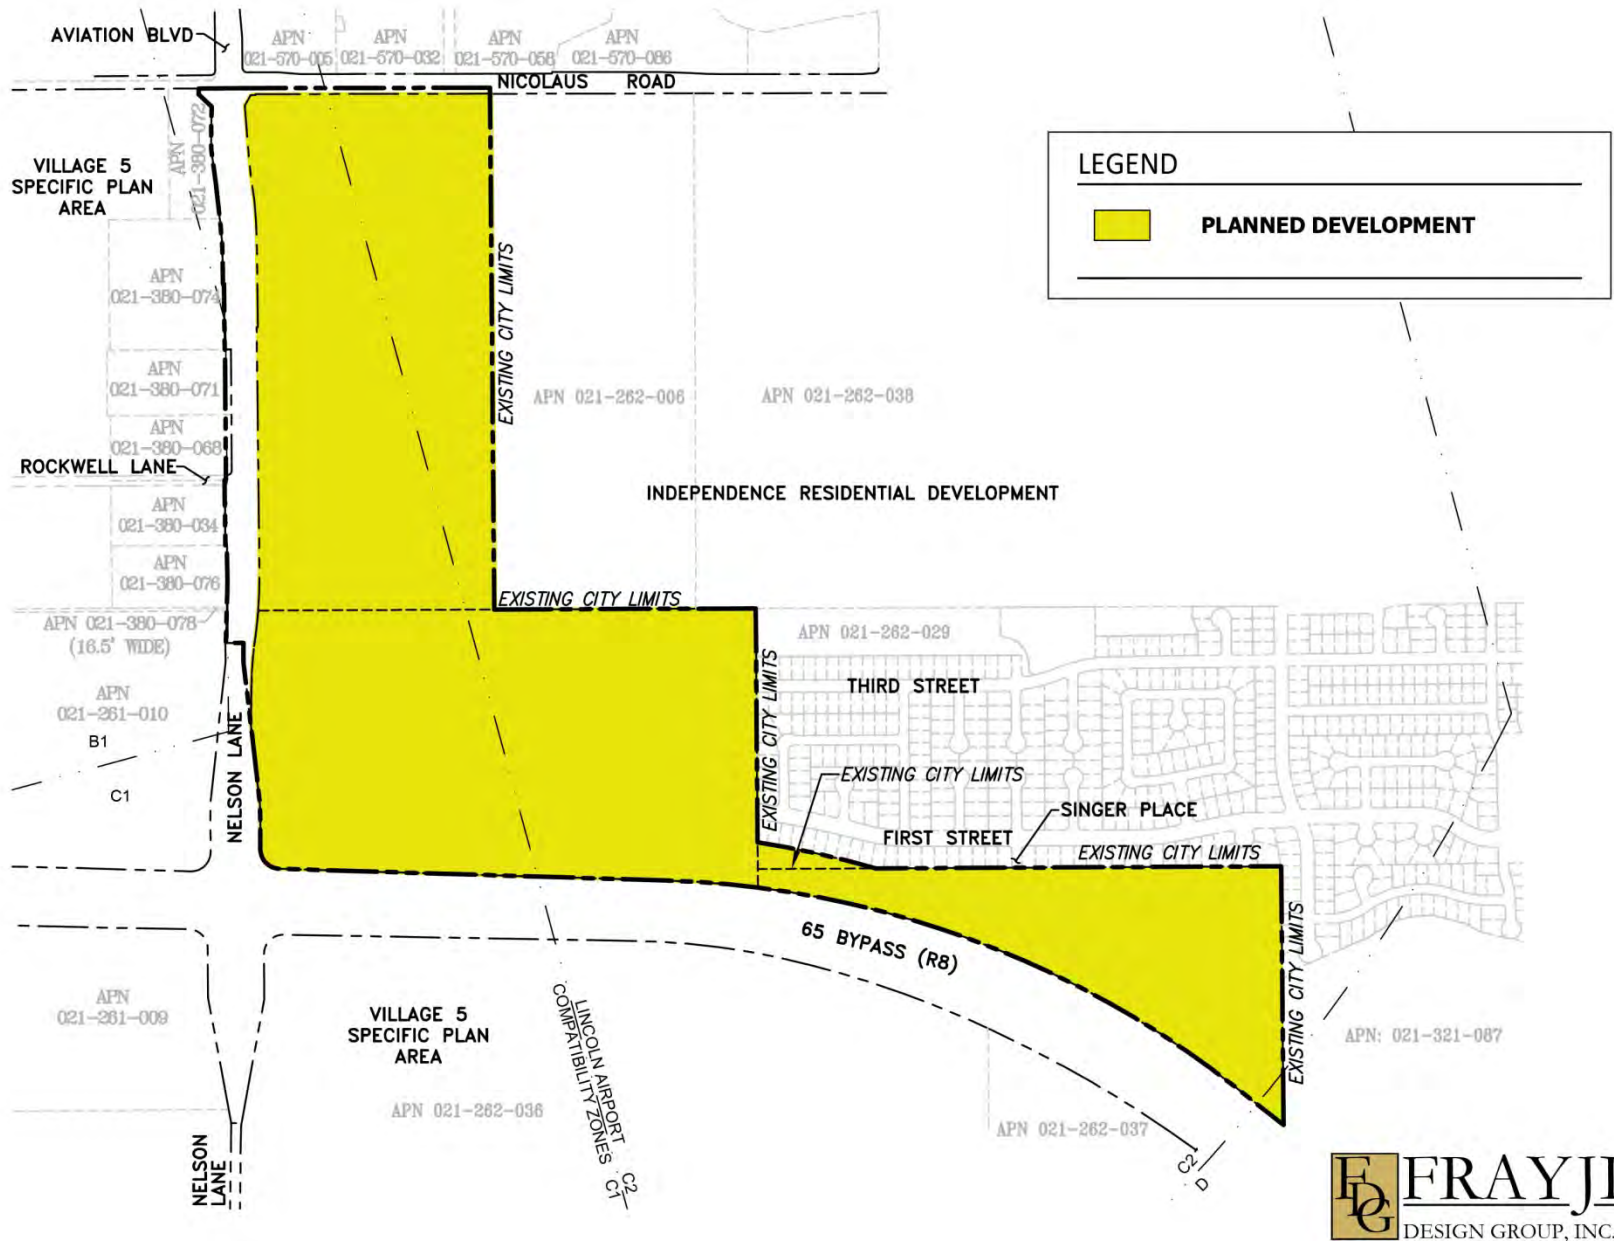 AVIATION BLVD
APN
021-570-005
APN
021-570-032
APN
021-570-058
APN
021-570-086
NICOLAUS ROAD
APN
021-380-072
VILLAGE 5
SPECIFIC PLAN
AREA
LEGEND
PLANNED DEVELOPMENT
APN
021-380-074
EXISTING CITY LIMITS
APN
021-380-071
APN 021-262-006
APN 021-262-038
APN
021-380-068
ROCKWELL LANE
INDEPENDENCE RESIDENTIAL DEVELOPMENT
APN
021-380-034
APN
021-380-076
EXISTING CITY LIMITS
APN 021-380-078
(16.5' WIDE)
APN 021-262-029
EXISTING CITY LIMITS
THIRD STREET
APN
021-261-010
B1
C1
NELSON LANE
EXISTING CITY LIMITS
SINGER PLACE
FIRST STREET
EXISTING CITY LIMITS
65 BYPASS (R8)
EXISTING CITY LIMITS
APN
021-261-009
VILLAGE 5
SPECIFIC PLAN
AREA
LINCOLN AIRPORT
COMPATIBILITY ZONES
C2
C1
APN: 021-321-087
APN 021-262-036
APN 021-262-037
C2
D
NELSON
LANE
FDG
FRAYJI
DESIGN GROUP, INC.